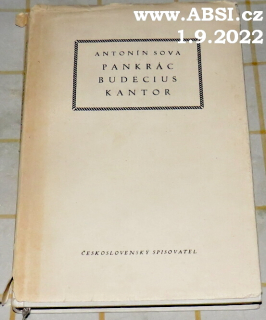 www.ABSI.cz
1.9.2022
ANTONÍN SOVA
PANKRÁC
BUDECIUS
KANTOR
ČESKOSLOVENSKÝ SPISOVATEL